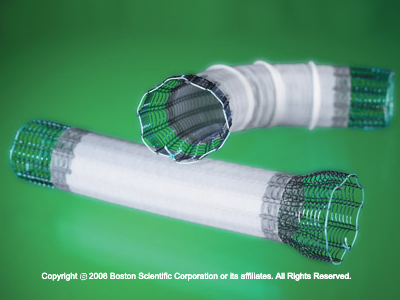 Copyright © 2006 Boston Scientific Corporation or its affiliates. All Rights Reserved.